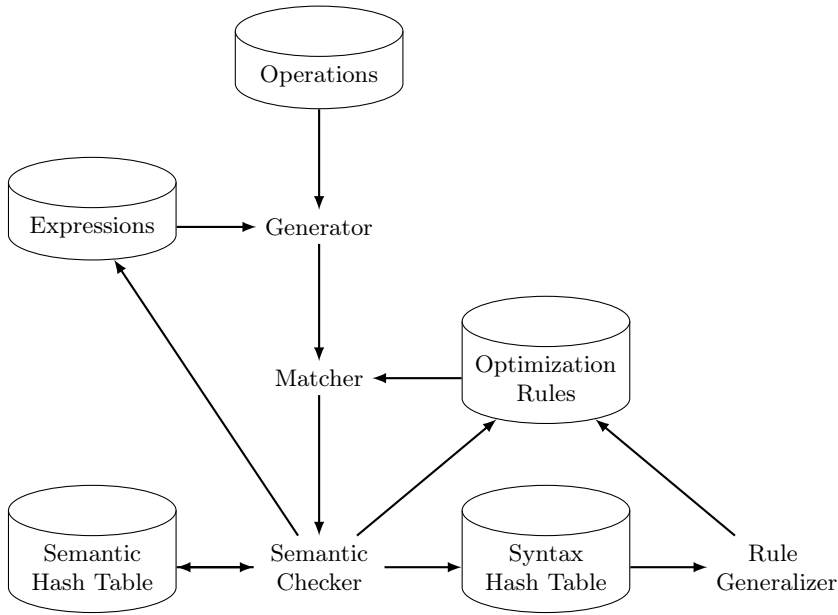 Operations
Expressions
Generator
Matcher
Optimization
Rules
Semantic
Hash Table
Semantic
Checker
Syntax
Hash Table
Rule
Generalizer